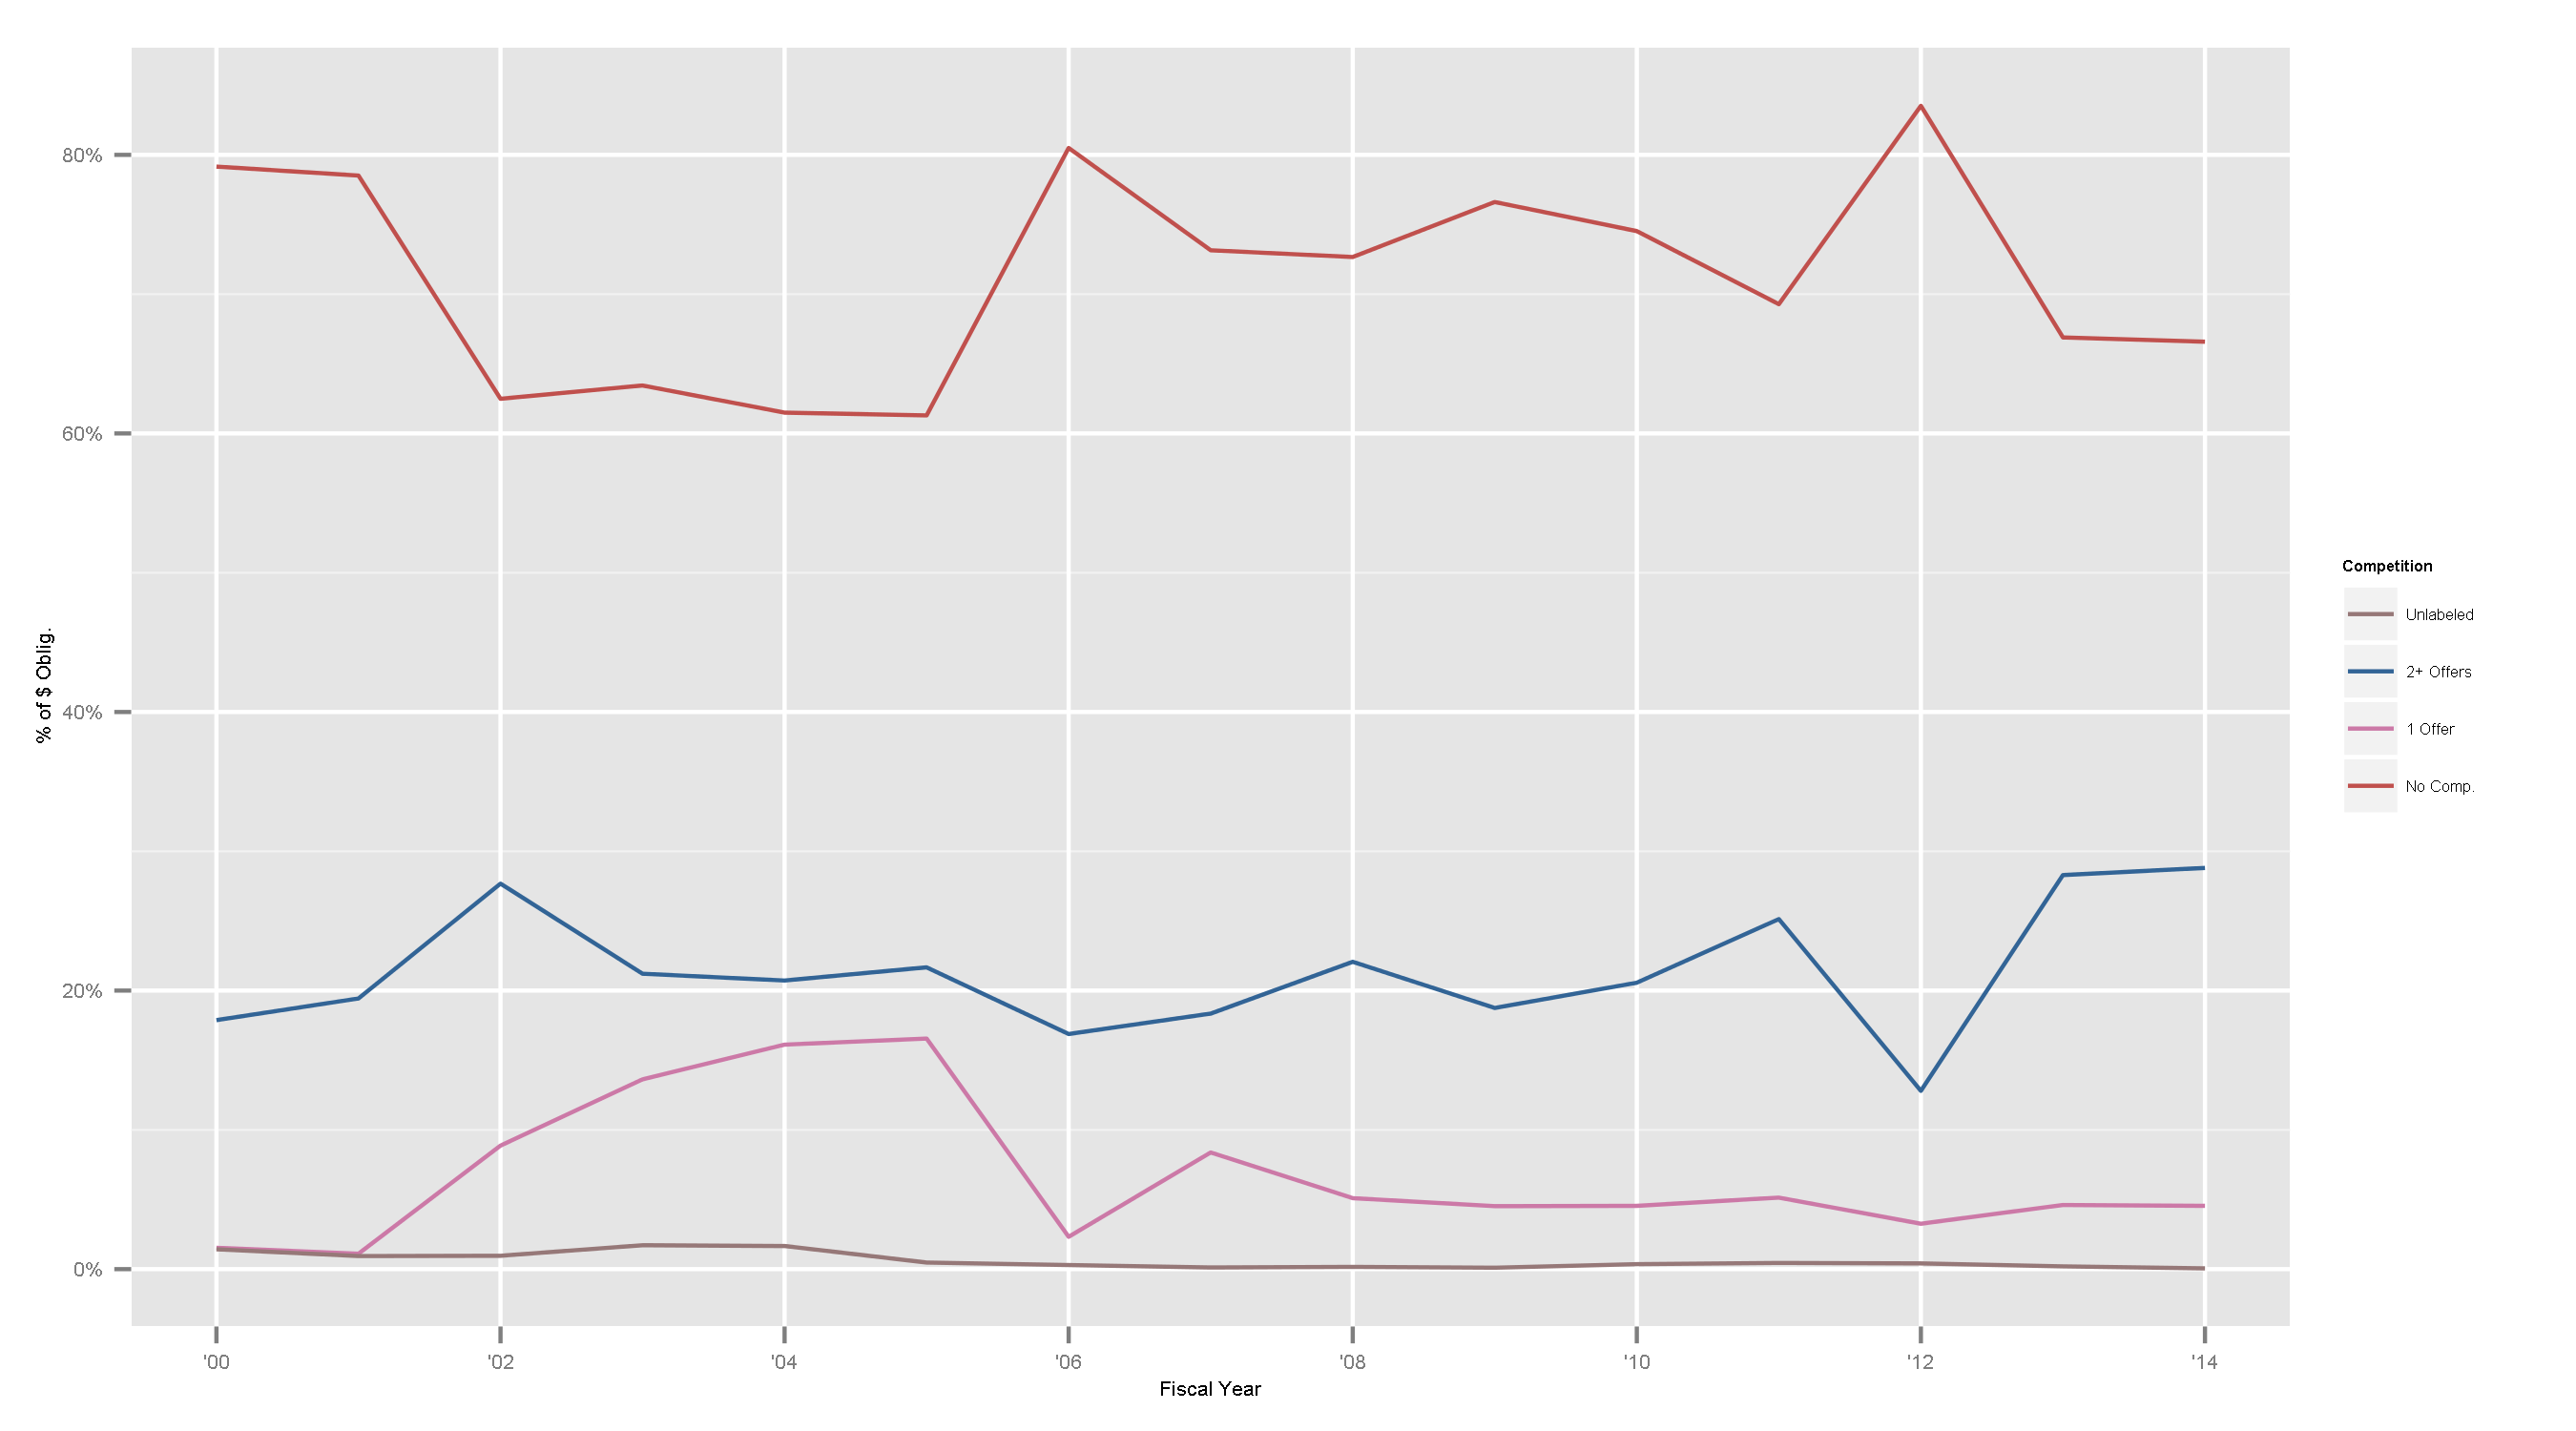 80%
60%
40%
20%
0%
% of $ Oblig.
'00
'02
'04
'06
'08
'10
'12
'14
Fiscal Year
Competition
Unlabeled
2+ Offers
1 Offer
No Comp.